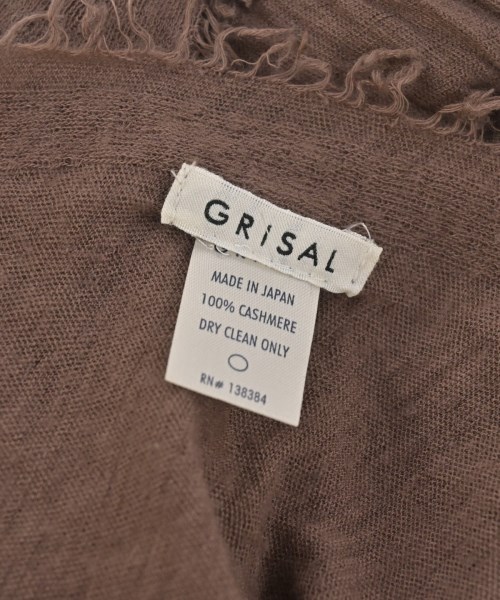 GRiSAL
MADE IN JAPAN
100% CASHMERE
DRY CLEAN ONLY
RN# 138384